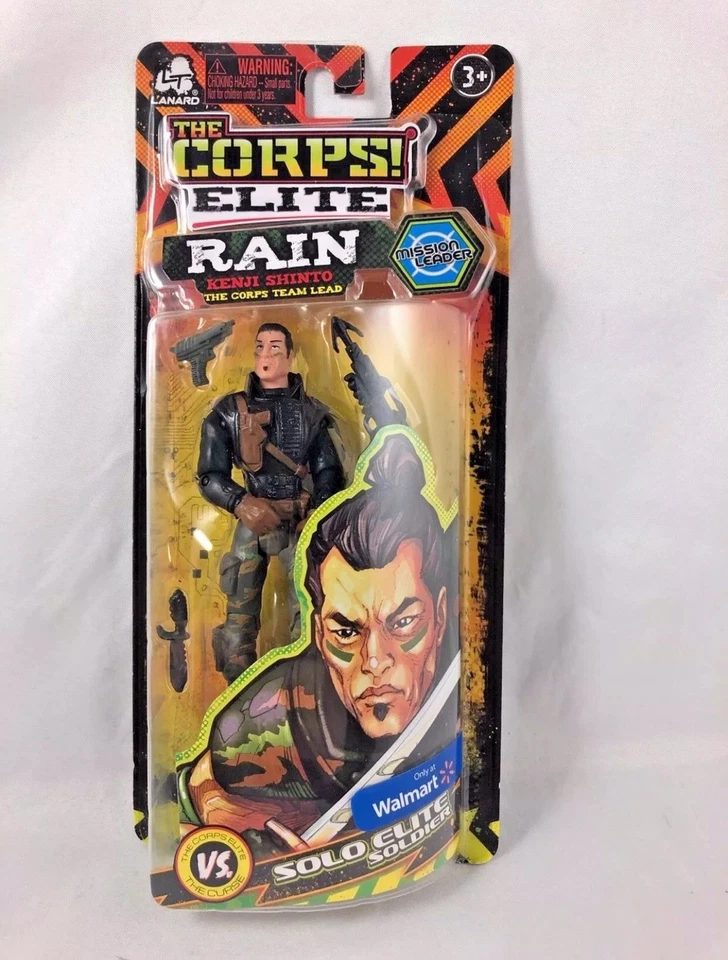 LT
LANARD®
WARNING:
CHOKING HAZARD – Small parts.
Not for children under 3 years.
3+
THE
CORPS!
ELITE
RAIN
KENJI SHINTO
THE CORPS TEAM LEAD
MISSION
LEADER
Only at
Walmart
SOLO ELITE
SOLDIER
THE CORPS ELITE
VS.
THE CURSE